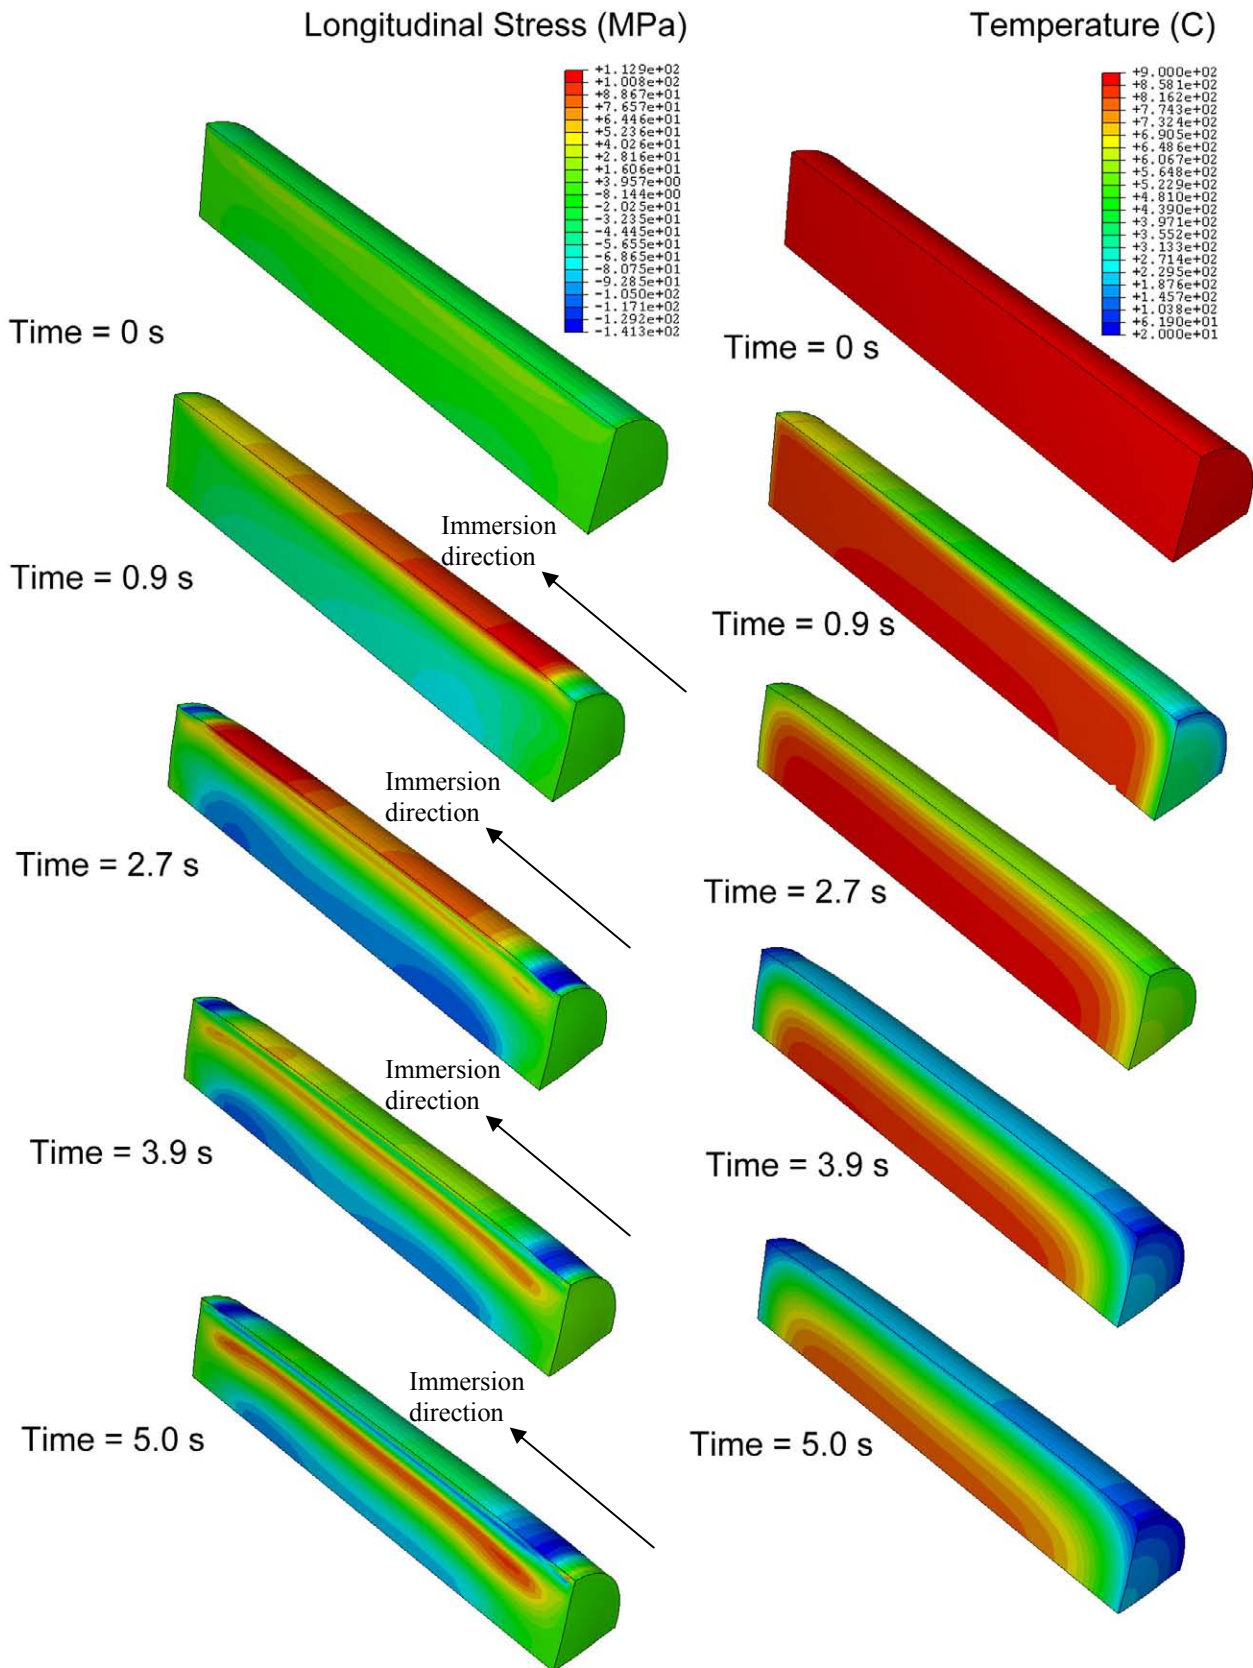 Longitudinal Stress (MPa)
Temperature (C)
+1.129e+02
+1.008e+02
+8.867e+01
+7.657e+01
+6.446e+01
+5.236e+01
+4.026e+01
+2.816e+01
+1.606e+01
+3.957e+00
-8.144e+00
-2.025e+01
-3.235e+01
-4.445e+01
-5.655e+01
-6.865e+01
-8.075e+01
-9.285e+01
-1.050e+02
-1.171e+02
-1.292e+02
-1.413e+02
+9.000e+02
+8.581e+02
+8.162e+02
+7.743e+02
+7.324e+02
+6.905e+02
+6.486e+02
+6.067e+02
+5.648e+02
+5.229e+02
+4.810e+02
+4.390e+02
+3.971e+02
+3.552e+02
+3.133e+02
+2.714e+02
+2.295e+02
+1.876e+02
+1.457e+02
+1.038e+02
+6.190e+01
+2.000e+01
Time = 0 s
Time = 0 s
Immersion
direction
Time = 0.9 s
Time = 0.9 s
Immersion
direction
Time = 2.7 s
Time = 2.7 s
Immersion
direction
Time = 3.9 s
Time = 3.9 s
Immersion
direction
Time = 5.0 s
Time = 5.0 s